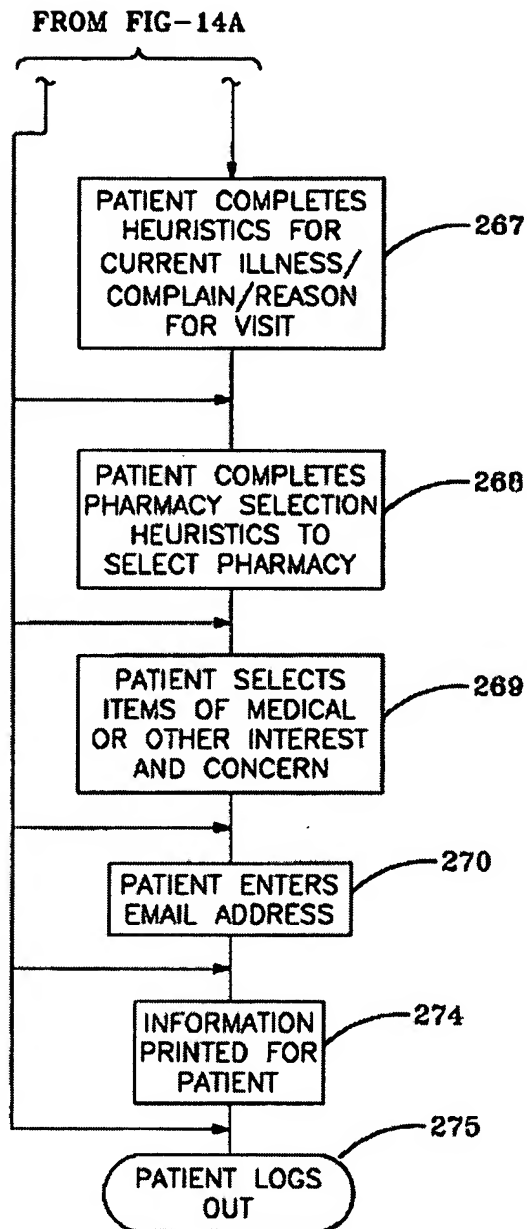 FROM FIG-14A
PATIENT COMPLETES
HEURISTICS FOR
CURRENT ILLNESS/
COMPLAIN/REASON
FOR VISIT
267
PATIENT COMPLETES
PHARMACY SELECTION
HEURISTICS TO
SELECT PHARMACY
268
PATIENT SELECTS
ITEMS OF MEDICAL
OR OTHER INTEREST
AND CONCERN
269
PATIENT ENTERS
EMAIL ADDRESS
270
INFORMATION
PRINTED FOR
PATIENT
274
PATIENT LOGS
OUT
275